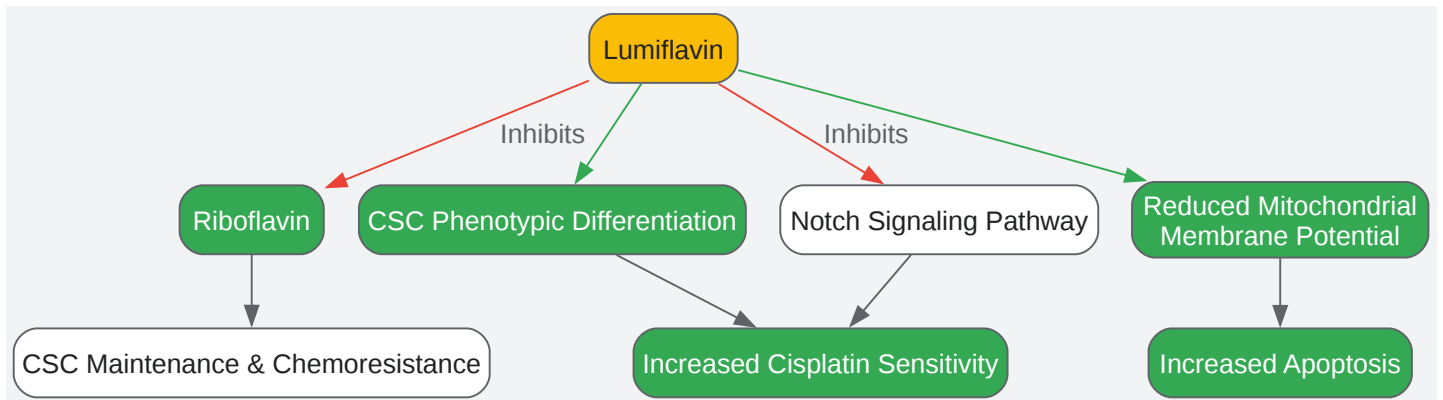 Lumiflavin
Inhibits
Inhibits
Riboflavin
CSC Phenotypic Differentiation
Notch Signaling Pathway
Reduced Mitochondrial
Membrane Potential
CSC Maintenance & Chemoresistance
Increased Cisplatin Sensitivity
Increased Apoptosis